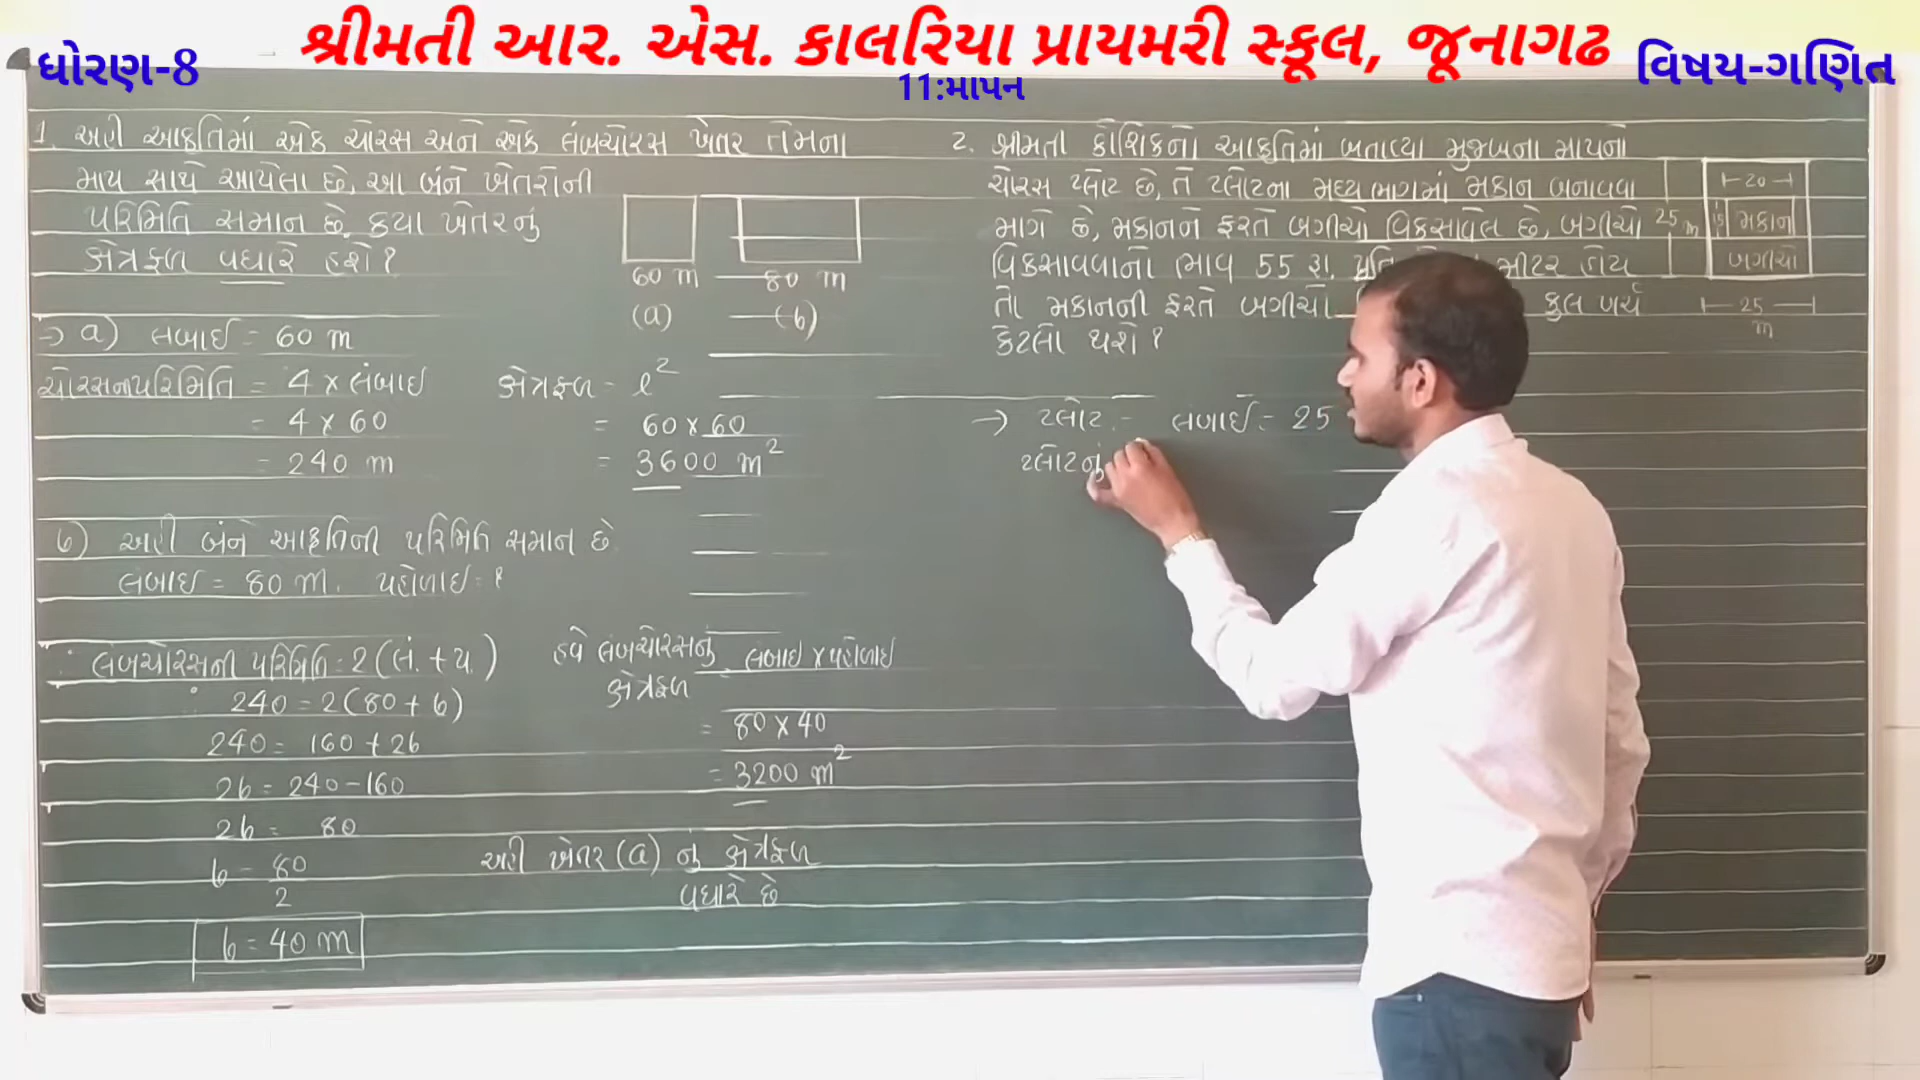 શ્રીમતી આર. એસ. કાલરિયા પ્રાયમરી સ્કૂલ, જૂનાગઢ
ધોરણ-8
વિષય-ગણિત
11:માપન
1. અહીં આકૃતિમાં એક ચોરસ અને એક લંબચોરસ ખેતર તેમના
માપ સાથે આપેલા છે, આ બંને ખેતરોની
પરિમિતિ સમાન છે. કયા ખેતરનું
ક્ષેત્રફળ વધારે હશે?
60 m 80 m
(a) (b)
→ a) લંબાઈ = 60 m
ચોરસના પરિમિતિ = 4 × લંબાઈ
= 4 × 60
= 240 m
ક્ષેત્રફળ = l²
= 60 × 60
= 3600 m²
b) અહીં બંને આકૃતિની પરિમિતિ સમાન છે
લંબાઈ = 80 m. પહોળાઈ = ?
∴ લંબચોરસની પરિમિતિ = 2 (લં. + પ.)
∴ 240 = 2 (80 + b)
240 = 160 + 2b
2b = 240 - 160
2b = 80
b = 80
2
b = 40 m
હવે લંબચોરસનું = લંબાઈ × પહોળાઈ
ક્ષેત્રફળ
= 80 × 40
= 3200 m²
અહીં ખેતર (a) નું ક્ષેત્રફળ
વધારે છે
2. શ્રીમતી કૌશિકનો આકૃતિમાં બતાવ્યા મુજબના માપનો
ચોરસ પ્લોટ છે, તે પ્લોટના મધ્ય ભાગમાં મકાન બનાવવા
માગે છે, મકાનને ફરતે બગીચો વિકસાવેલ છે, બગીચો
વિકસાવવાનો ભાવ 55 રૂા. પ્રતિ મીટર હોય
તો મકાનની ફરતે બગીચો કુલ ખર્ચ
કેટલો થશે?
20
25 m
15 મકાન
બગીચો
25
m
→ પ્લોટ :- લંબાઈ = 25
પ્લોટનું